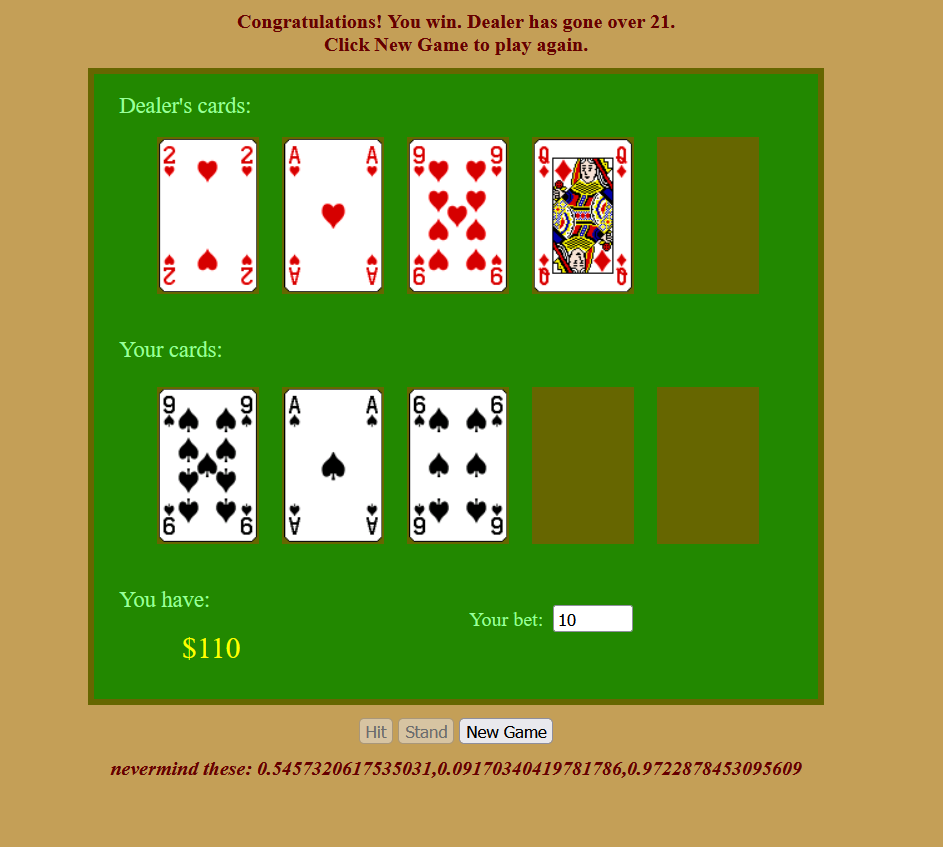 Congratulations! You win. Dealer has gone over 21.
Click New Game to play again.
Dealer's cards:
2 2 A A 9 9 Q Q
2 2 A A 9 9 Q Q
Your cards:
9 9 A A 6 6
9 9 A A 6 6
You have:
Your bet: 10
$110
Hit Stand New Game
nevermind these: 0.5457320617535031,0.09170340419781786,0.9722878453095609